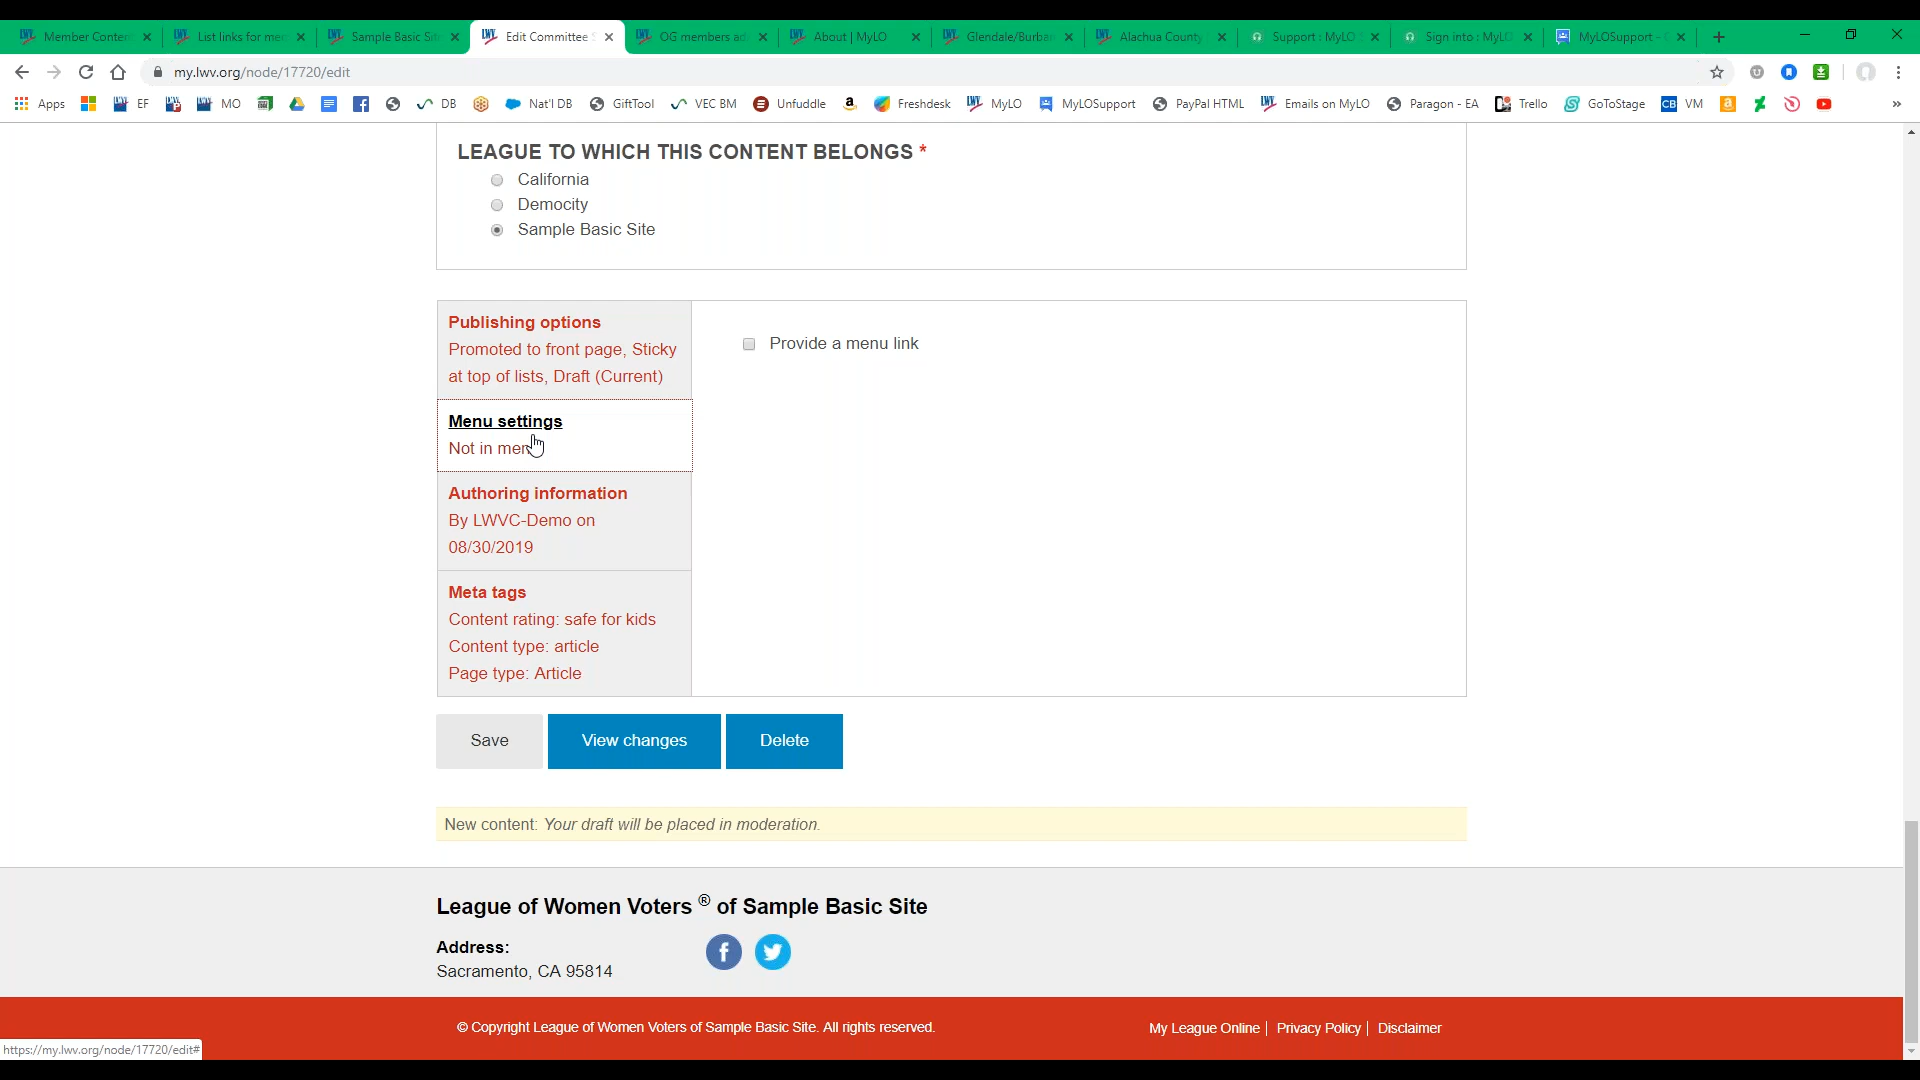 Member Conten
List links for me
Sample Basic Sit
Edit Committee S
OG members ad
About | MyLO
Glendale/Burba
Alachua County
Support : MyLO S
Sign into : MyLO
MyLOSupport -
my.lwv.org/node/17720/edit
Apps EF MO DB Nat'l DB GiftTool VEC BM Unfuddle Freshdesk MyLO MyLOSupport PayPal HTML Emails on MyLO Paragon - EA Trello GoToStage CB VM
LEAGUE TO WHICH THIS CONTENT BELONGS *
California
Democity
Sample Basic Site
Publishing options
Promoted to front page, Sticky
at top of lists, Draft (Current)
Provide a menu link
Menu settings
Not in men
Authoring information
By LWVC-Demo on
08/30/2019
Meta tags
Content rating: safe for kids
Content type: article
Page type: Article
Save View changes Delete
New content: Your draft will be placed in moderation.
League of Women Voters ® of Sample Basic Site
Address:
Sacramento, CA 95814
© Copyright League of Women Voters of Sample Basic Site. All rights reserved.
My League Online | Privacy Policy | Disclaimer
https://my.lwv.org/node/17720/edit#